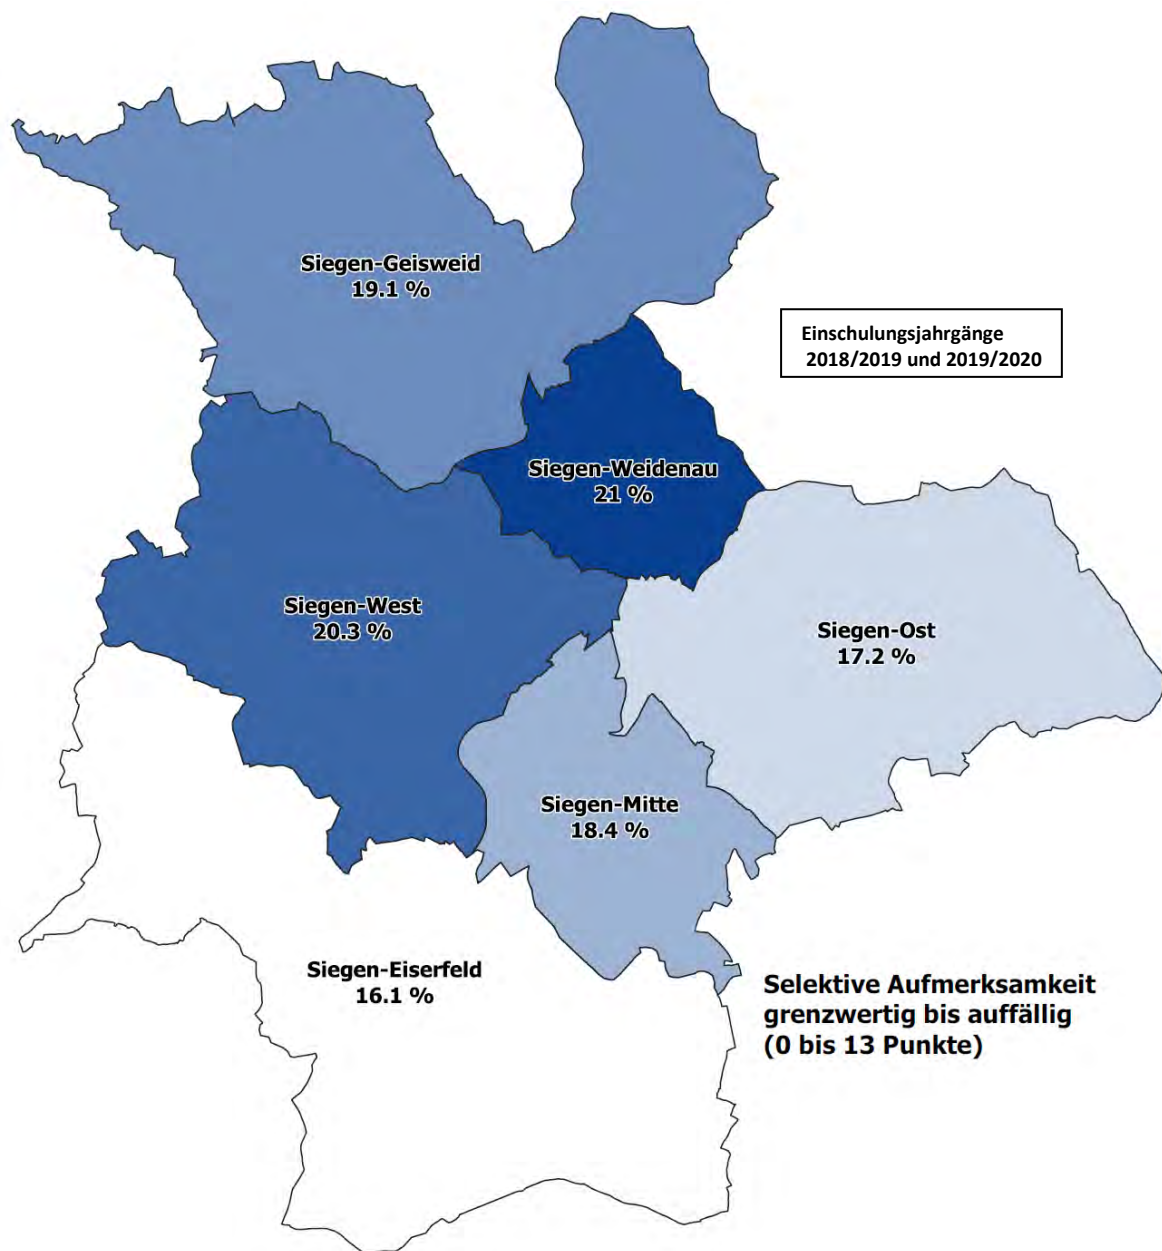 Siegen-Geisweid
19.1 %
Einschulungsjahrgänge
2018/2019 und 2019/2020
Siegen-Weidenau
21 %
Siegen-West
20.3 %
Siegen-Ost
17.2 %
Siegen-Mitte
18.4 %
Siegen-Eiserfeld
16.1 %
Selektive Aufmerksamkeit
grenzwertig bis auffällig
(0 bis 13 Punkte)